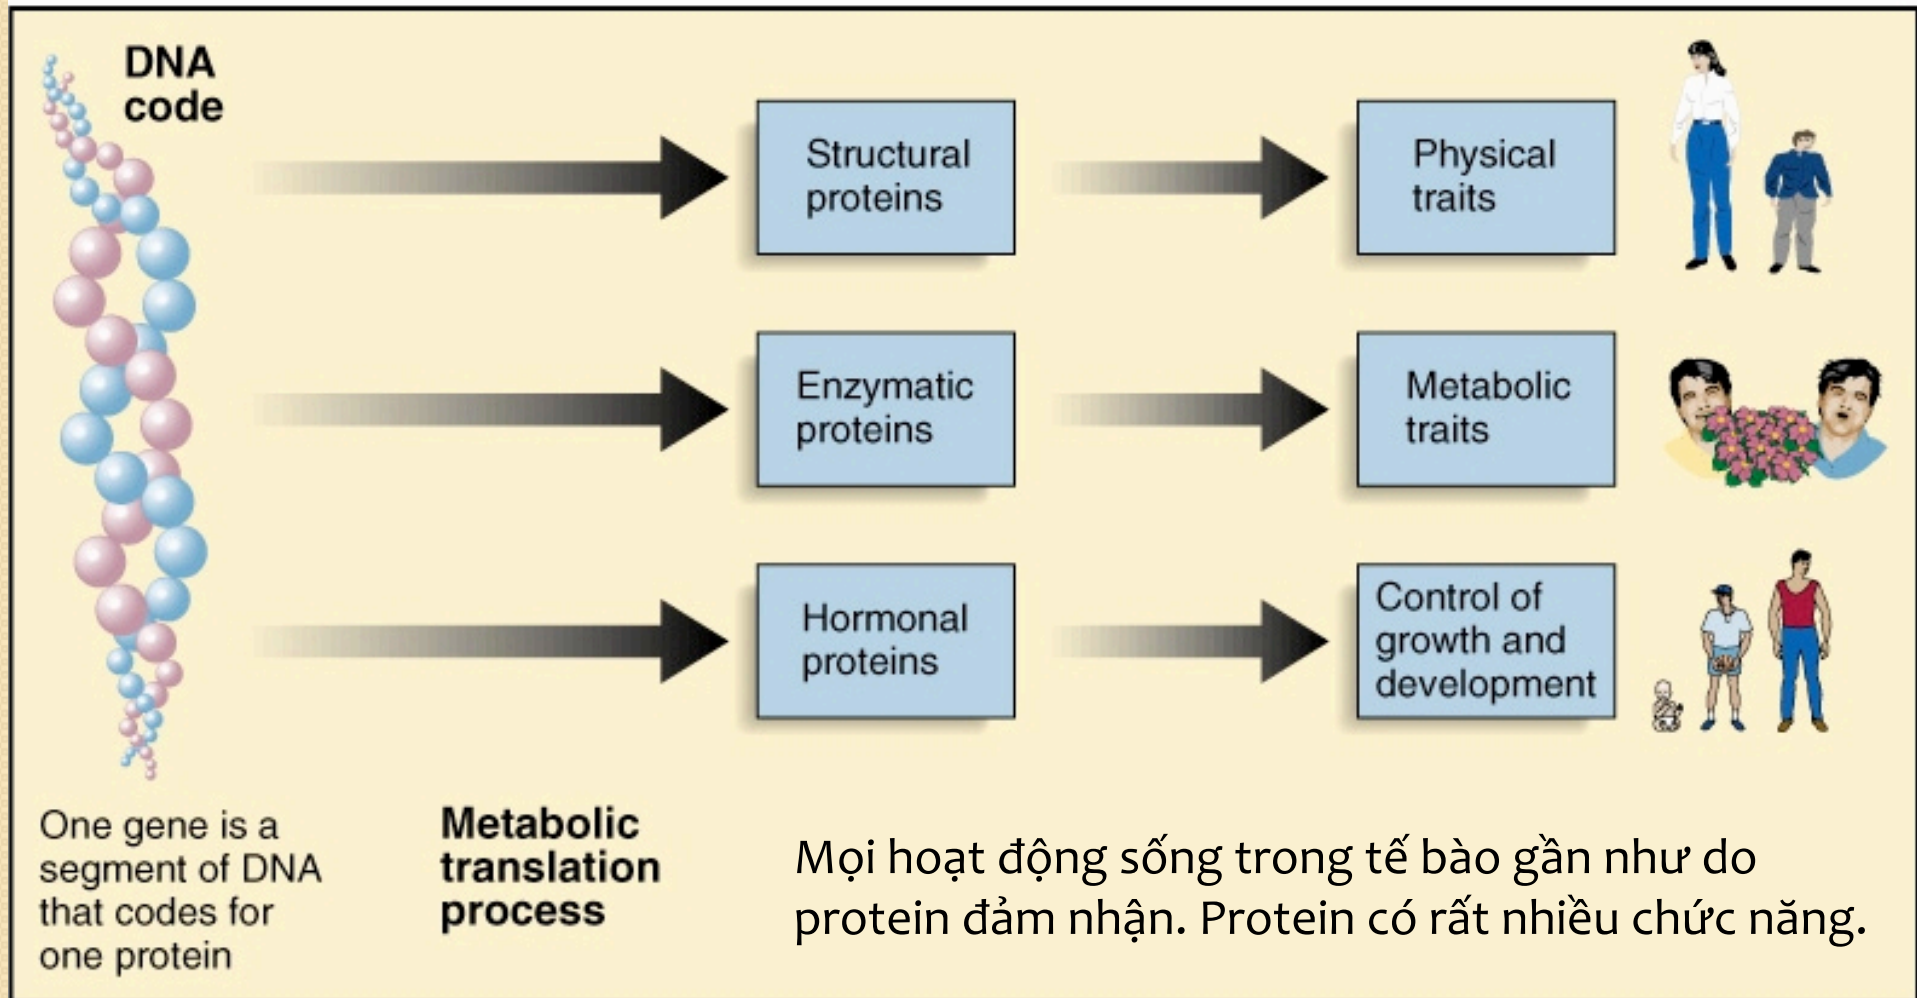 DNA
code
Structural
proteins
Physical
traits
Enzymatic
proteins
Metabolic
traits
Hormonal
proteins
Control of
growth and
development
One gene is a
segment of DNA
that codes for
one protein
Metabolic
translation
process
Mọi hoạt động sống trong tế bào gần như do
protein đảm nhận. Protein có rất nhiều chức năng.